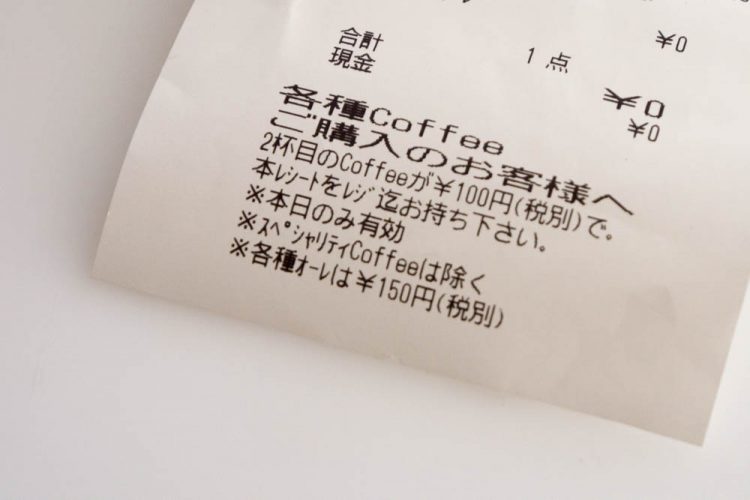 ¥0
合計 1点 ¥0
現金 ¥0
各種Coffee
ご購入のお客様へ
2杯目のCoffeeが¥100円(税別)で。
本レシートをレジ迄お持ち下さい。
※本日のみ有効
※スペシャリティCoffeeは除く
※各種オーレは¥150円(税別)